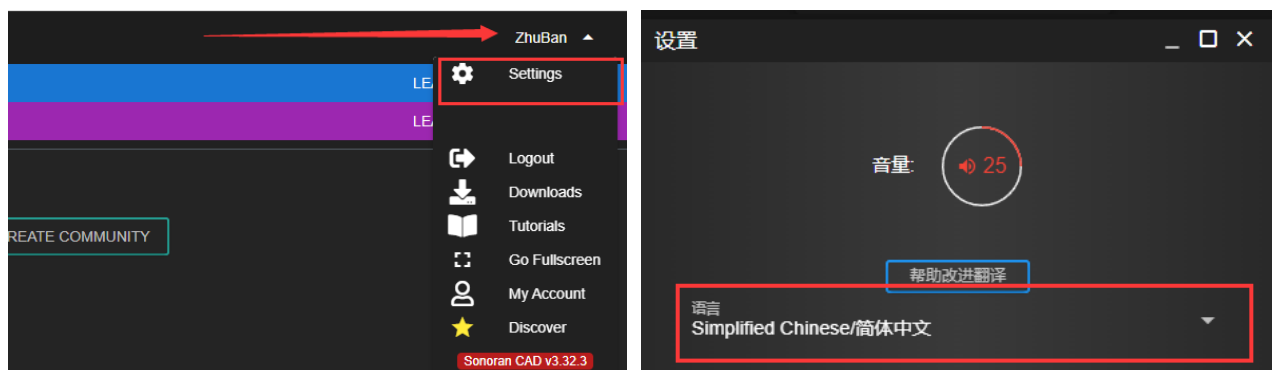 ZhuBan
Settings
LEA
LE
Logout
Downloads
Tutorials
REATE COMMUNITY
Go Fullscreen
My Account
Discover
Sonoran CAD v3.32.3
设置
音量:
25
帮助改进翻译
语言
Simplified Chinese/简体中文